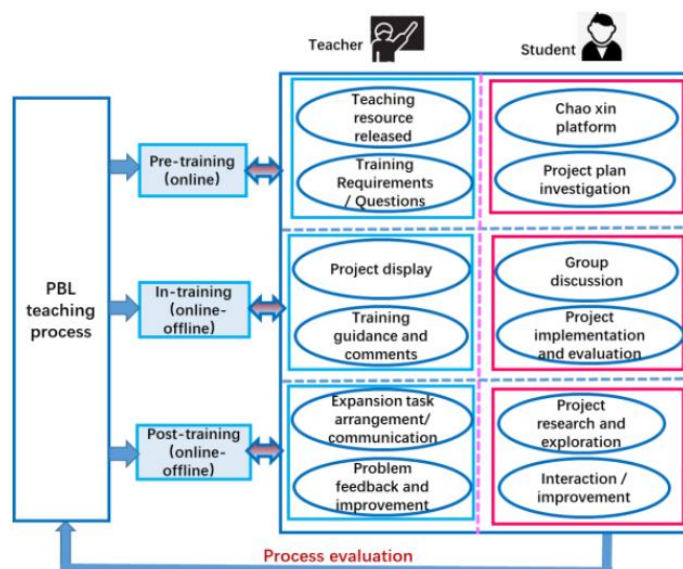 Teacher
Student
PBL
teaching
process
Pre-training
(online)
Teaching
resource
released
Training
Requirements
/ Questions
Chao xin
platform
Project plan
investigation
In-training
(online-
offline)
Project display
Training
guidance and
comments
Group
discussion
Project
implementation
and evaluation
Post-training
(online-
offline)
Expansion task
arrangement/
communication
Problem
feedback and
improvement
Project
research and
exploration
Interaction /
improvement
Process evaluation